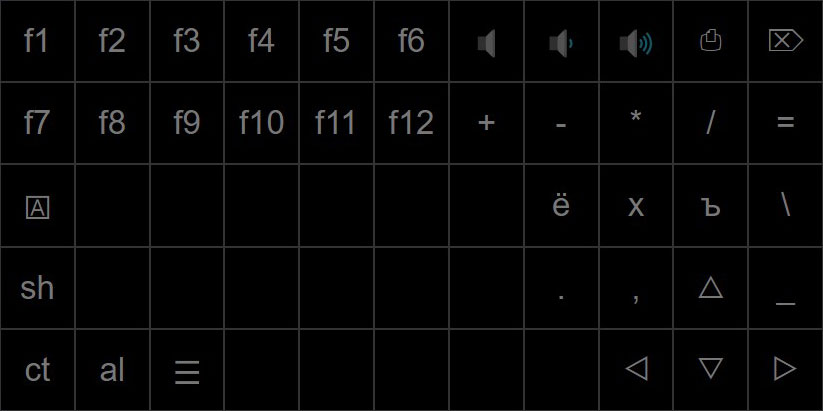 f1 f2 f3 f4 f5 f6
f7 f8 f9 f10 f11 f12 + - * / =
A ё х ъ \
sh . , _
ct al